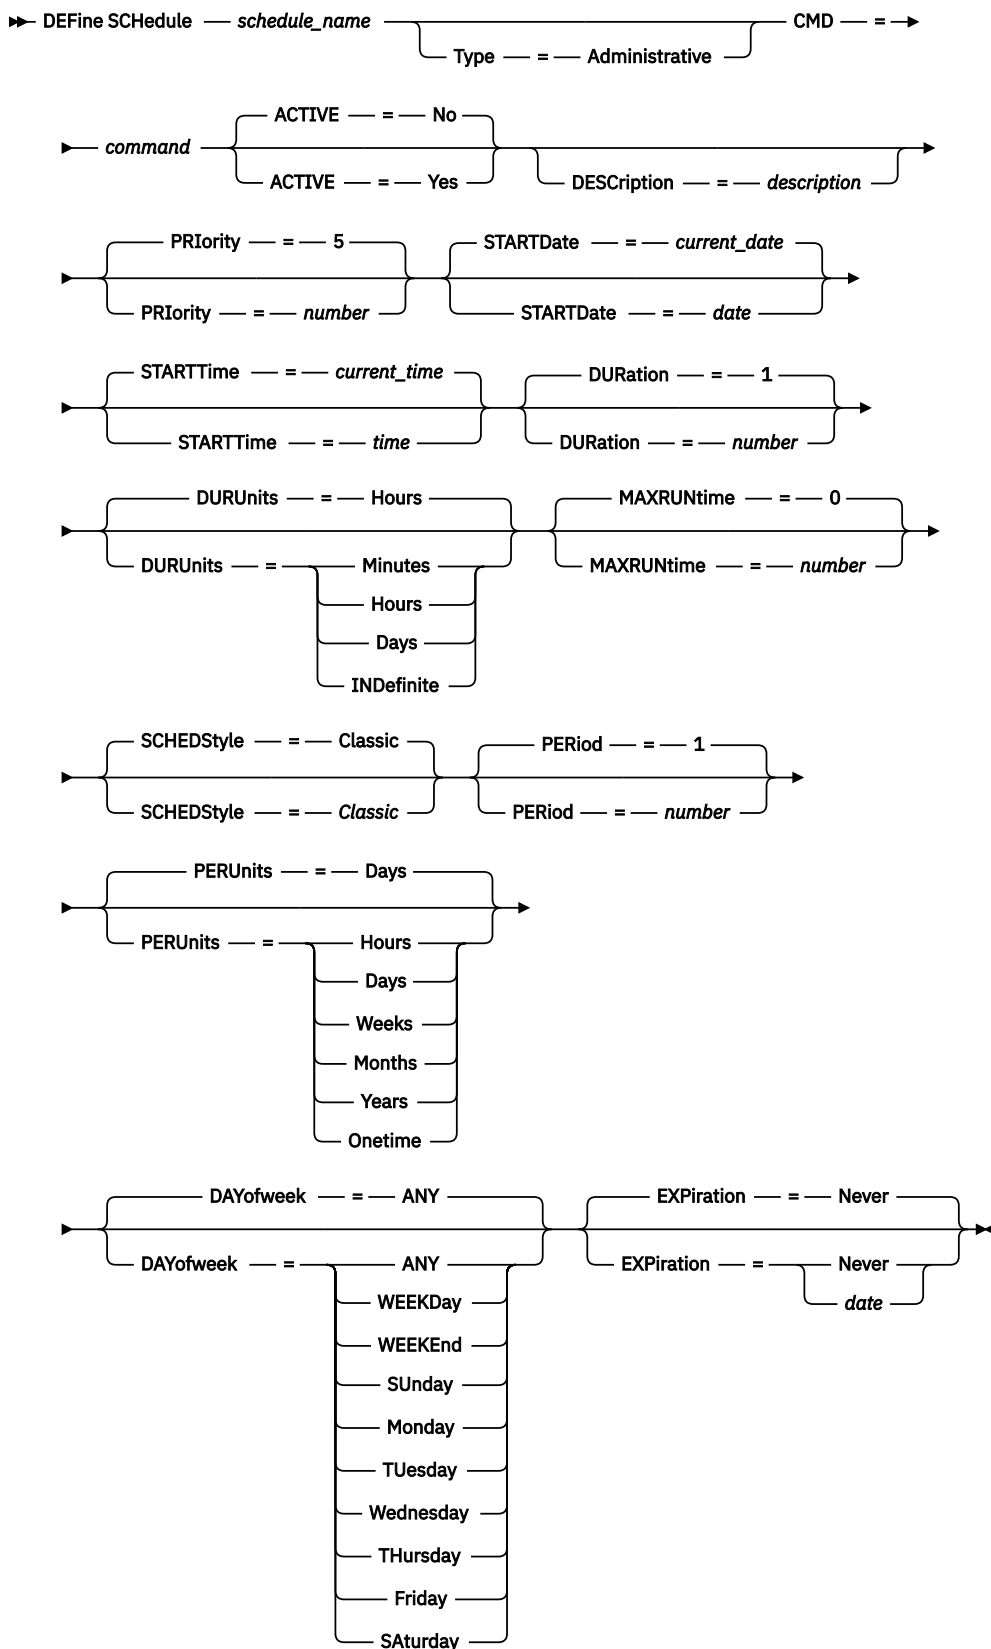 DEFine SCHedule schedule_name CMD =
Type = Administrative
ACTIVE = No
command
ACTIVE = Yes DESCription = description
PRIority = 5 STARTDate = current_date
PRIority = number STARTDate = date
STARTTime = current_time DURation = 1
STARTTime = time DURation = number
DURUnits = Hours MAXRUNtime = 0
DURUnits = Minutes MAXRUNtime = number
Hours
Days
INDefinite
SCHEDStyle = Classic PERiod = 1
SCHEDStyle = Classic PERiod = number
PERUnits = Days
PERUnits = Hours
Days
Weeks
Months
Years
Onetime
DAYofweek = ANY EXPiration = Never
DAYofweek = ANY EXPiration = Never
WEEKDay date
WEEKEnd
SUnday
Monday
TUesday
Wednesday
THursday
Friday
SAturday